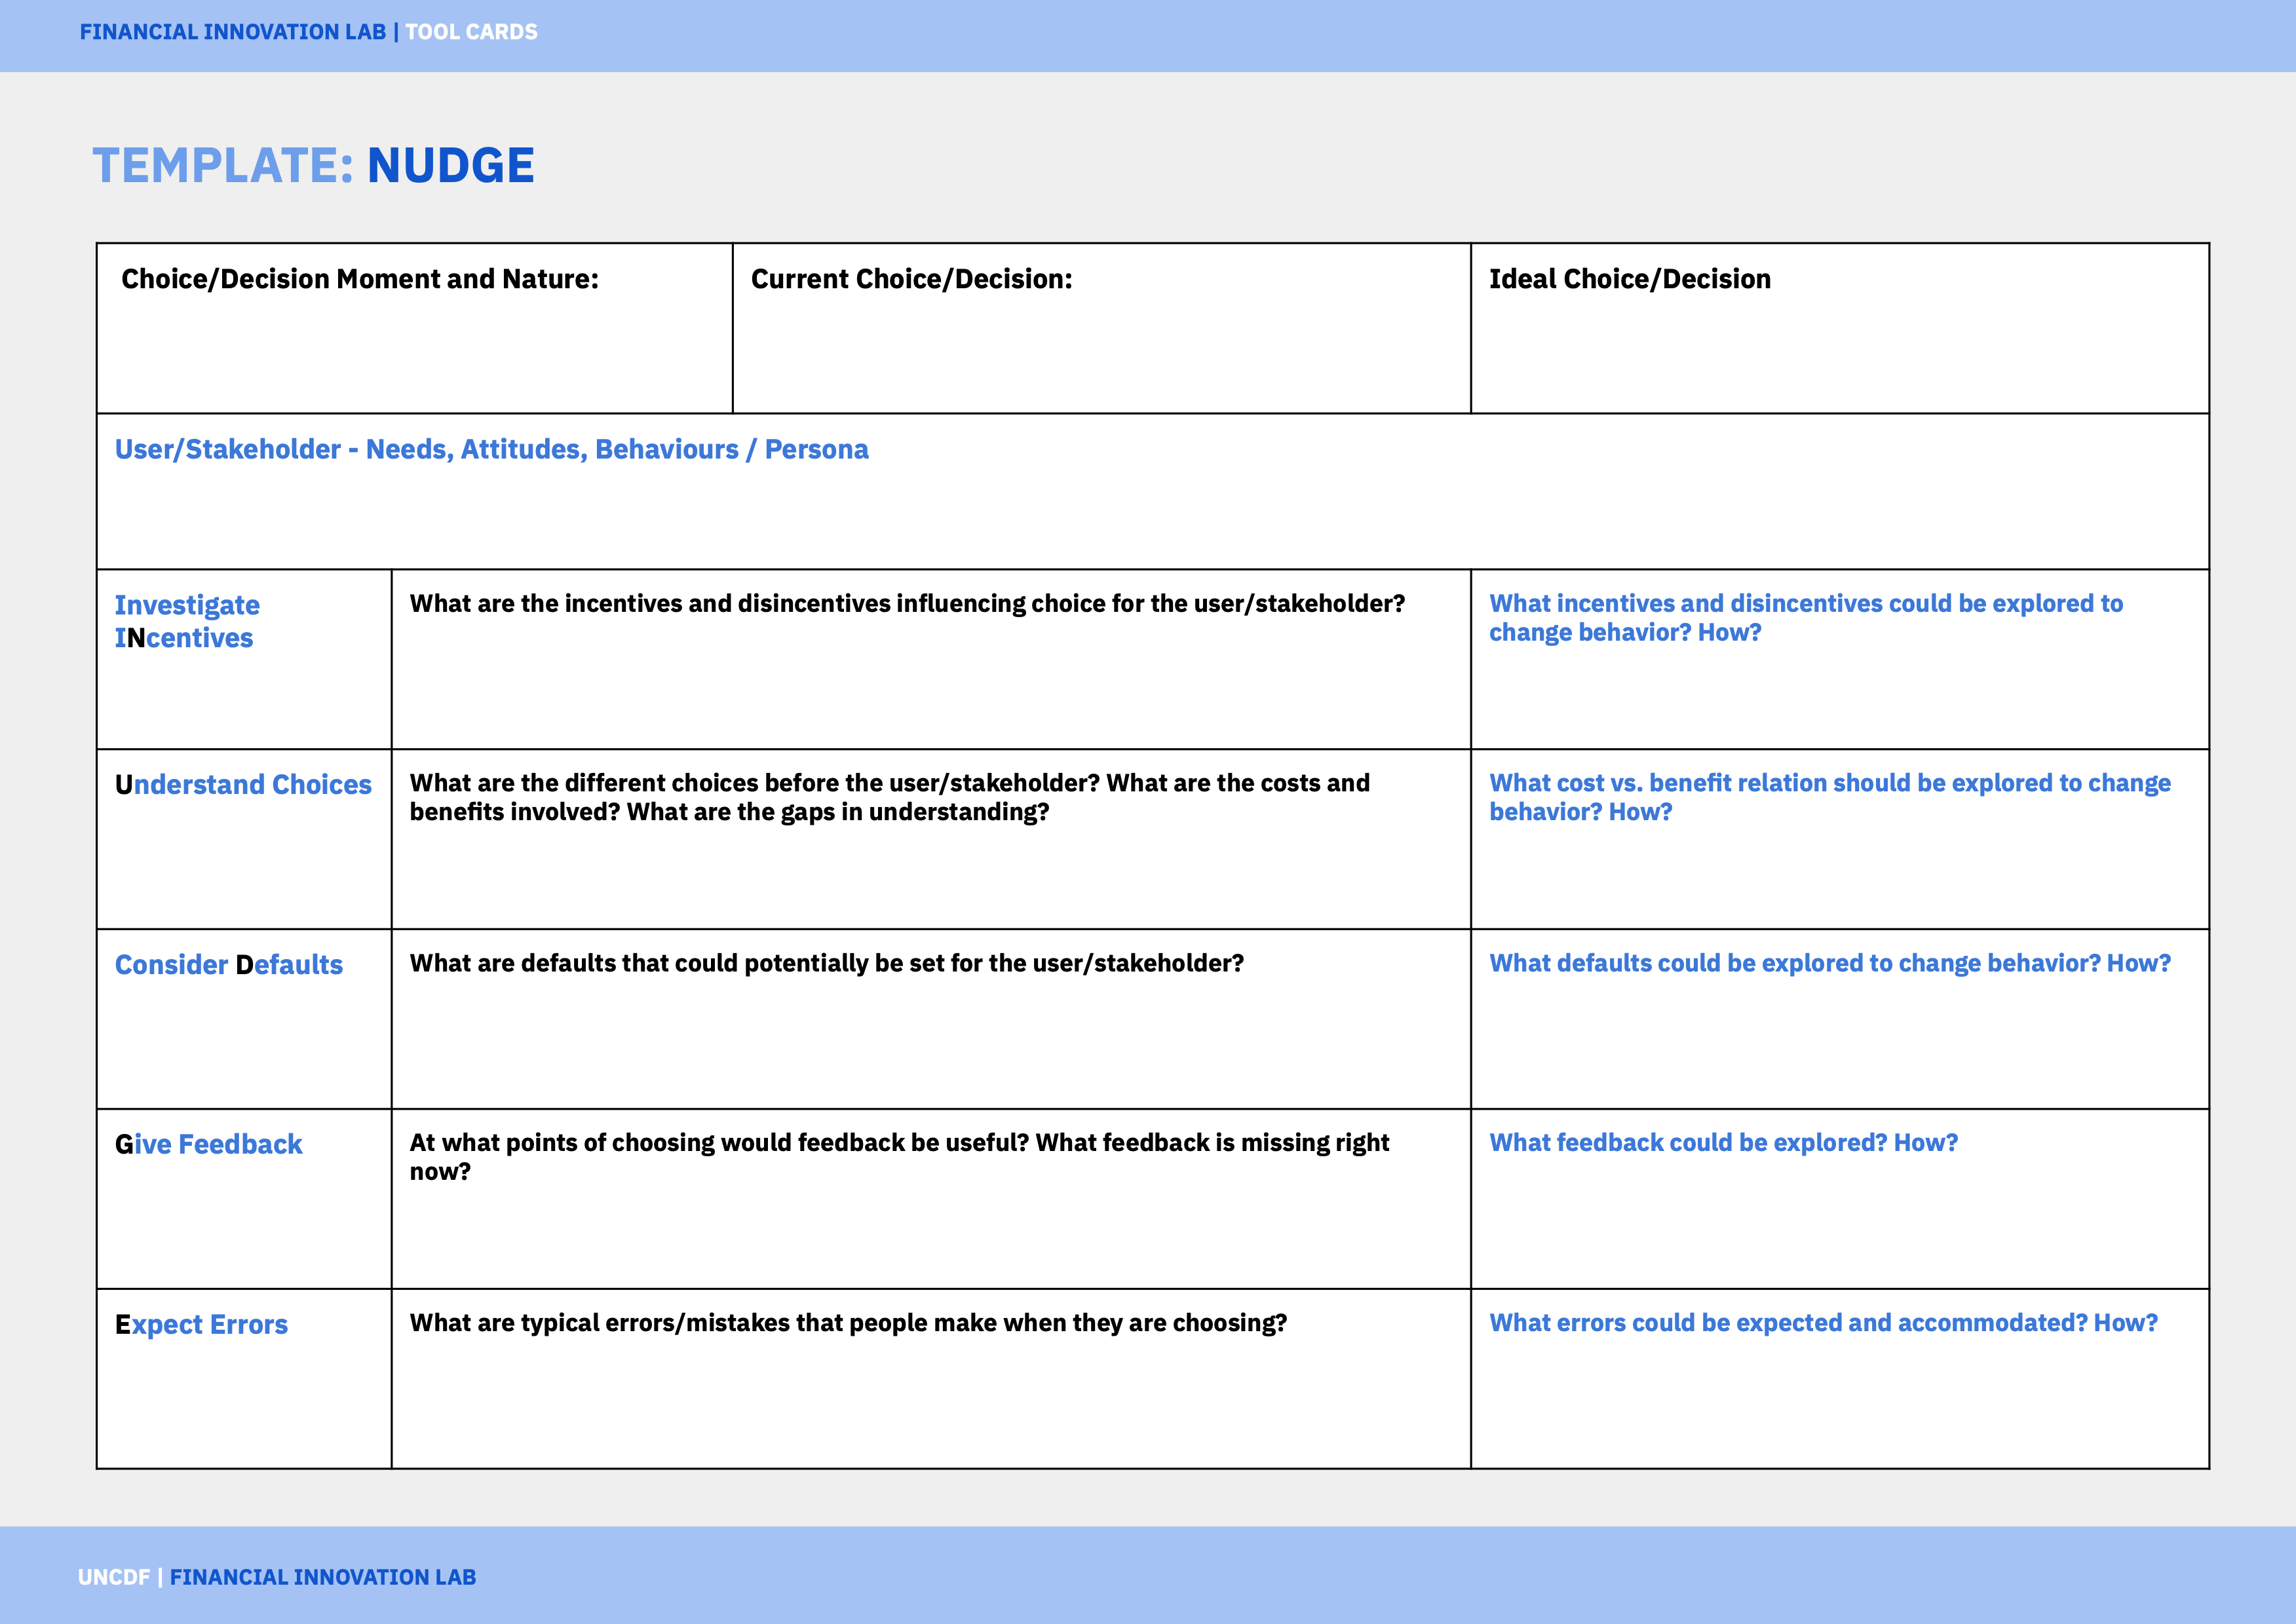 FINANCIAL INNOVATION LAB | TOOL CARDS
TEMPLATE: NUDGE
Choice/Decision Moment and Nature:
Current Choice/Decision:
Ideal Choice/Decision
User/Stakeholder - Needs, Attitudes, Behaviours / Persona
Investigate
INcentives
What are the incentives and disincentives influencing choice for the user/stakeholder?
What incentives and disincentives could be explored to
change behavior? How?
Understand Choices
What are the different choices before the user/stakeholder? What are the costs and
benefits involved? What are the gaps in understanding?
What cost vs. benefit relation should be explored to change
behavior? How?
Consider Defaults
What are defaults that could potentially be set for the user/stakeholder?
What defaults could be explored to change behavior? How?
Give Feedback
At what points of choosing would feedback be useful? What feedback is missing right
now?
What feedback could be explored? How?
Expect Errors
What are typical errors/mistakes that people make when they are choosing?
What errors could be expected and accommodated? How?
UNCDF | FINANCIAL INNOVATION LAB